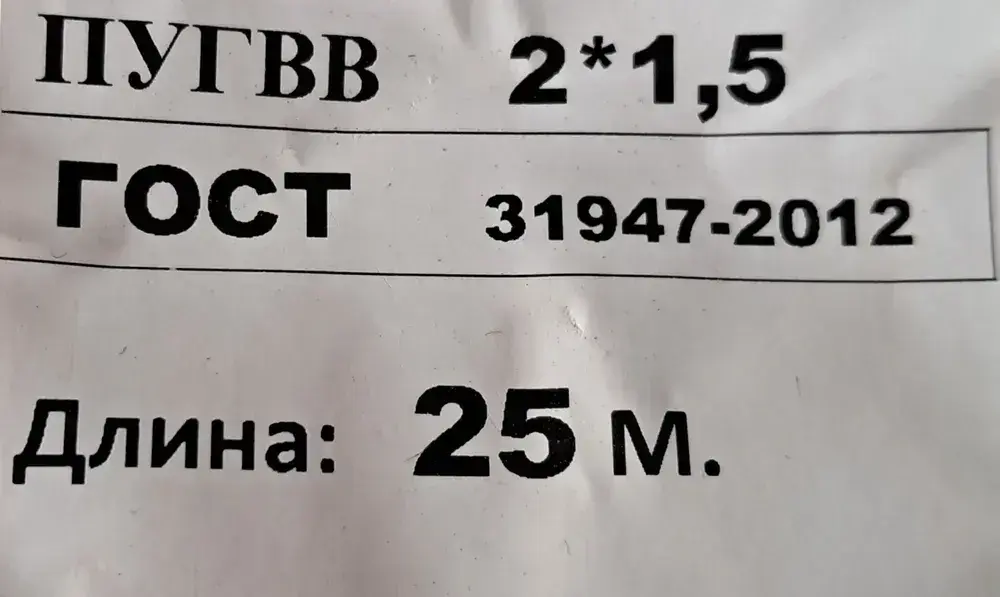 ПУГВВ 2*1,5
ГОСТ 31947-2012
Длина: 25 м.